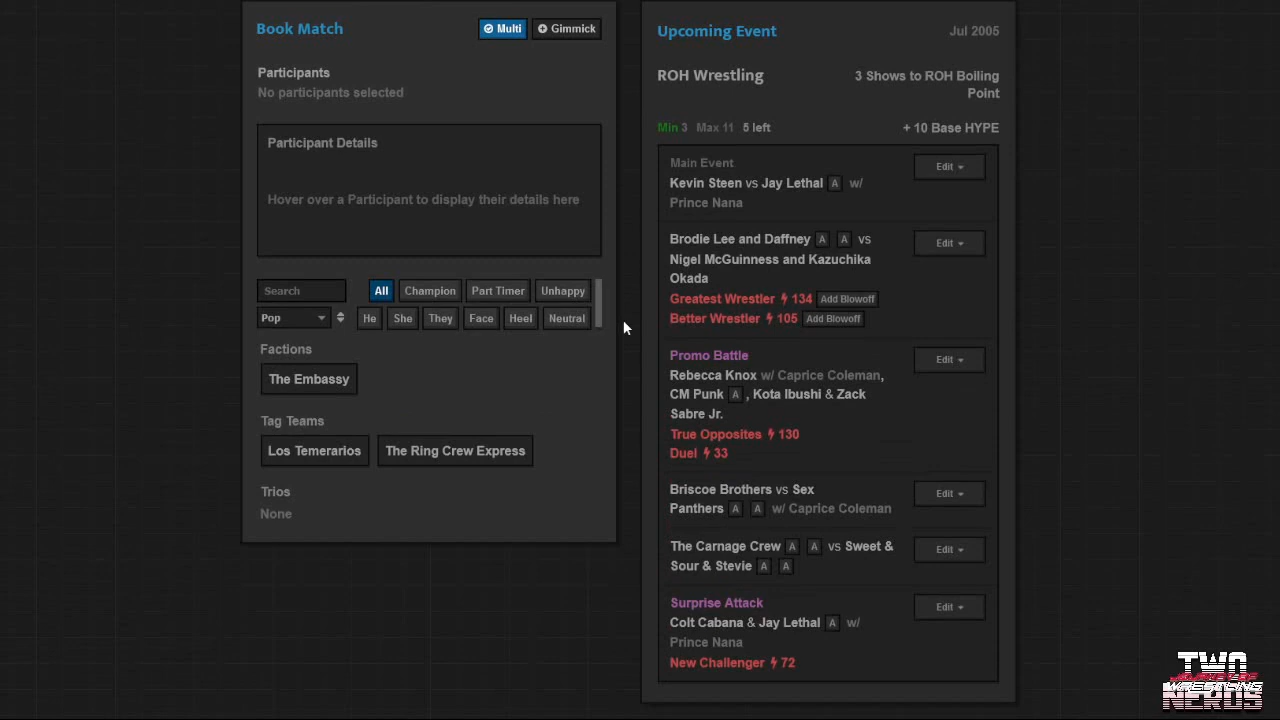 Book Match
Multi
Gimmick
Participants
No participants selected
Participant Details
Hover over a Participant to display their details here
Search
All
Champion
Part Timer
Unhappy
Pop
He
She
They
Face
Heel
Neutral
Factions
The Embassy
Tag Teams
Los Temerarios
The Ring Crew Express
Trios
None
Upcoming Event
Jul 2005
ROH Wrestling
3 Shows to ROH Boiling
Point
Min 3 Max 11 5 left
+ 10 Base HYPE
Main Event
Edit
Kevin Steen vs Jay Lethal A w/
Prince Nana
Brodie Lee and Daffney A A vs
Edit
Nigel McGuinness and Kazuchika
Okada
Greatest Wrestler 134 Add Blowoff
Better Wrestler 105 Add Blowoff
Promo Battle
Edit
Rebecca Knox w/ Caprice Coleman,
CM Punk A , Kota Ibushi & Zack
Sabre Jr.
True Opposites 130
Duel 33
Briscoe Brothers vs Sex
Edit
Panthers A A w/ Caprice Coleman
The Carnage Crew A A vs Sweet &
Edit
Sour & Stevie A A
Surprise Attack
Edit
Colt Cabana & Jay Lethal A w/
Prince Nana
New Challenger 72
TWO
WRESTLING
NERDS